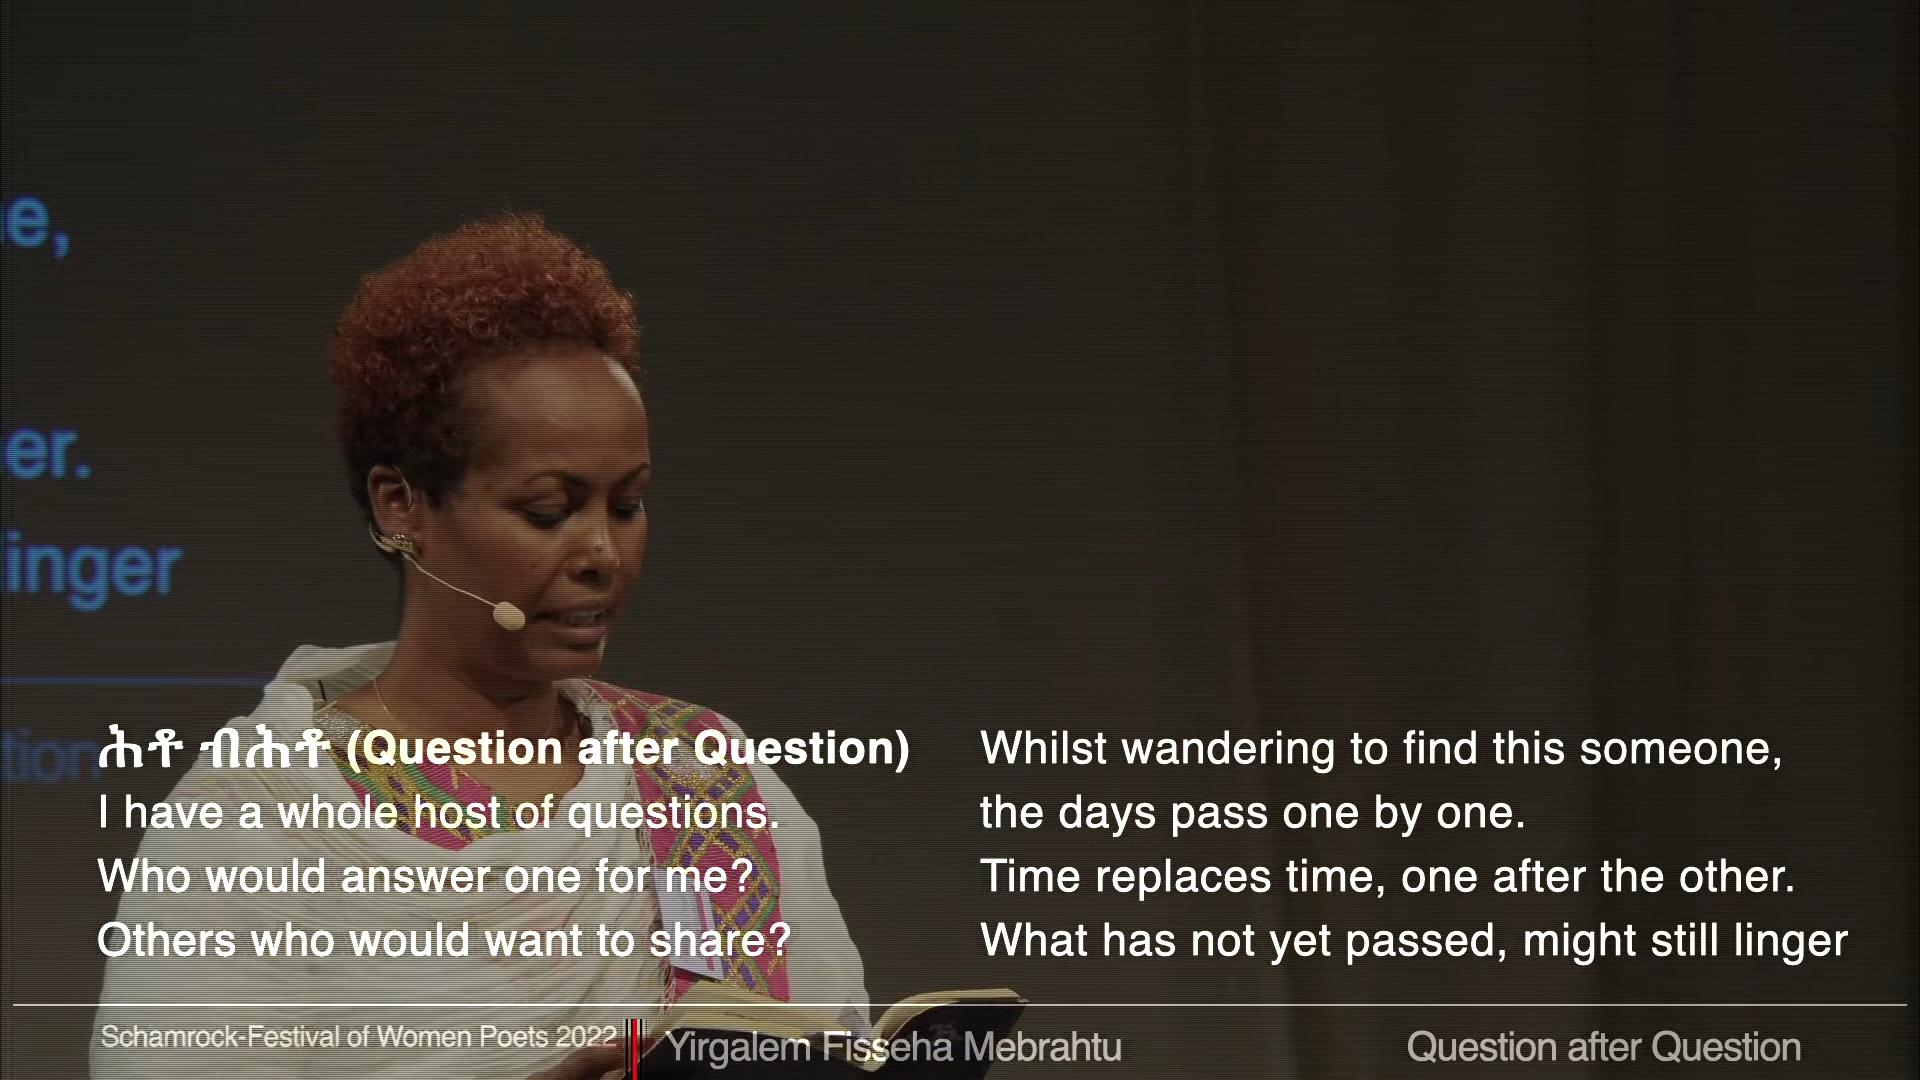 e,
er.
inger
tion
ሕቶ ብሕቶ (Question after Question)
I have a whole host of questions.
Who would answer one for me?
Others who would want to share?
Whilst wandering to find this someone,
the days pass one by one.
Time replaces time, one after the other.
What has not yet passed, might still linger
Schamrock-Festival of Women Poets 2022
Yirgalem Fisseha Mebrahtu
Question after Question